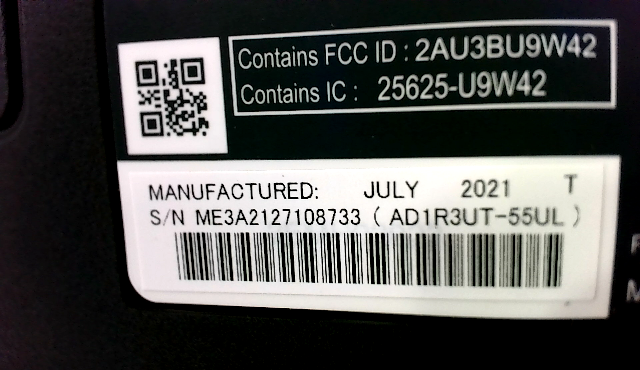 Contains FCC ID : 2AU3BU9W42
Contains IC : 25625-U9W42
MANUFACTURED: JULY 2021 T
S/N ME3A2127108733 ( AD1R3UT-55UL )